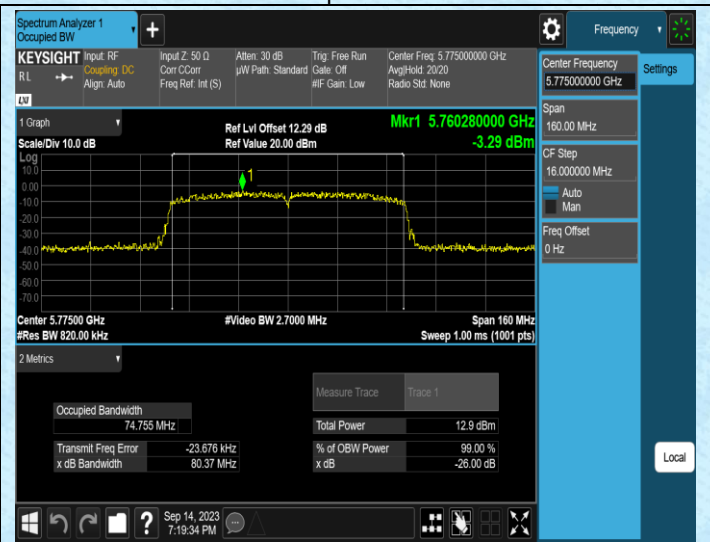 Spectrum Analyzer 1
Occupied BW
Frequency
KEYSIGHT
R L
LXI
Input: RF
Coupling: DC
Align: Auto
Input Z: 50 Ω
Corr CCorr
Freq Ref: Int (S)
Atten: 30 dB
µW Path: Standard
Trig: Free Run
Gate: Off
#IF Gain: Low
Center Freq: 5.775000000 GHz
Avg|Hold: 20/20
Radio Std: None
Center Frequency
5.775000000 GHz
Settings
Span
160.00 MHz
CF Step
16.000000 MHz
Auto
Man
Freq Offset
0 Hz
1 Graph
Scale/Div 10.0 dB
Ref Lvl Offset 12.29 dB
Ref Value 20.00 dBm
Mkr1 5.760280000 GHz
-3.29 dBm
Log
10.0
0.00
-10.0
-20.0
-30.0
-40.0
-50.0
-60.0
-70.0
1
Center 5.77500 GHz
#Video BW 2.7000 MHz
Span 160 MHz
#Res BW 820.00 kHz
Sweep 1.00 ms (1001 pts)
2 Metrics
Measure Trace
Trace 1
Occupied Bandwidth
74.755 MHz
Total Power
12.9 dBm
Transmit Freq Error
-23.676 kHz
% of OBW Power
99.00 %
x dB Bandwidth
80.37 MHz
x dB
-26.00 dB
Local
?
Sep 14, 2023
7:19:34 PM